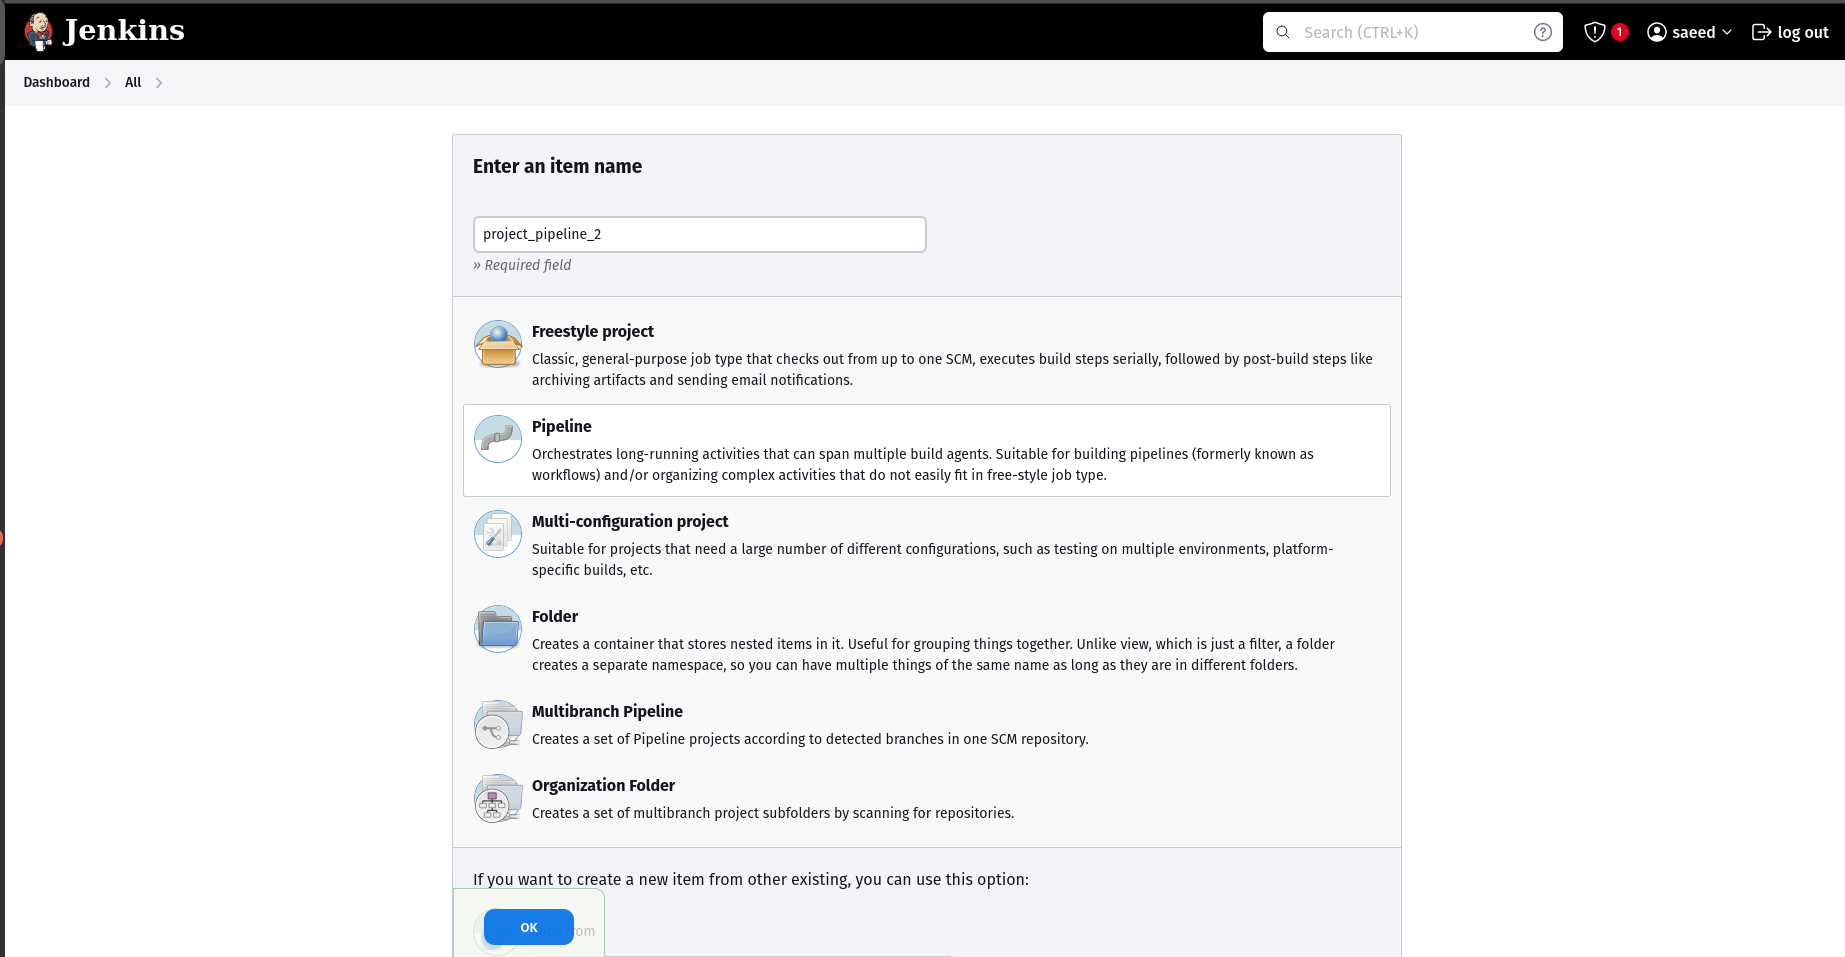 Jenkins
Search (CTRL+K)
1
saeed
log out
Dashboard
All
Enter an item name
project_pipeline_2
» Required field
Freestyle project
Classic, general-purpose job type that checks out from up to one SCM, executes build steps serially, followed by post-build steps like
archiving artifacts and sending email notifications.
Pipeline
Orchestrates long-running activities that can span multiple build agents. Suitable for building pipelines (formerly known as
workflows) and/or organizing complex activities that do not easily fit in free-style job type.
Multi-configuration project
Suitable for projects that need a large number of different configurations, such as testing on multiple environments, platform-
specific builds, etc.
Folder
Creates a container that stores nested items in it. Useful for grouping things together. Unlike view, which is just a filter, a folder
creates a separate namespace, so you can have multiple things of the same name as long as they are in different folders.
Multibranch Pipeline
Creates a set of Pipeline projects according to detected branches in one SCM repository.
Organization Folder
Creates a set of multibranch project subfolders by scanning for repositories.
If you want to create a new item from other existing, you can use this option:
OK
from